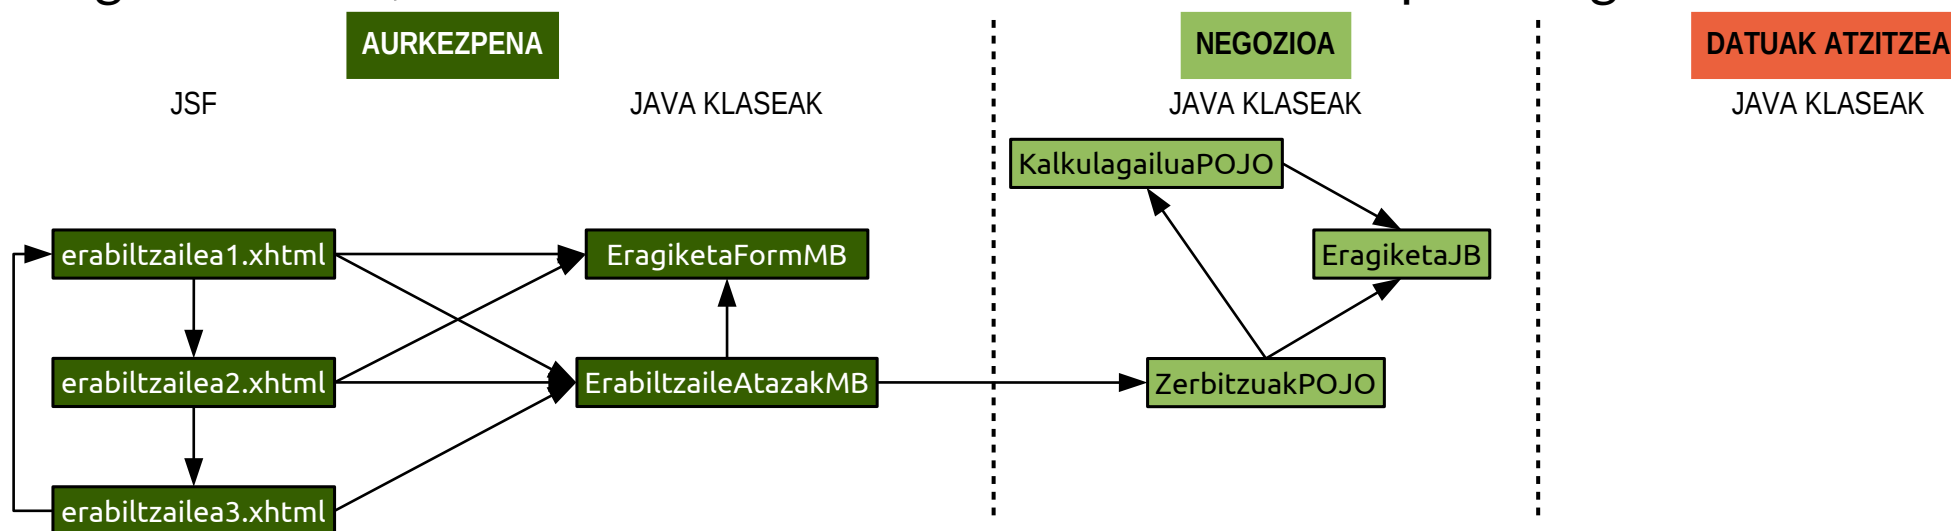 AURKEZPENA
NEGOZIOA
DATUAK ATZITZEA
JSF
JAVA KLASEAK
JAVA KLASEAK
JAVA KLASEAK
KalkulagailuaPOJO
erabiltzailea1.xhtml
EragiketaFormMB
EragiketaJB
erabiltzailea2.xhtml
ErabiltzaileAtazakMB
ZerbitzuakPOJO
erabiltzailea3.xhtml